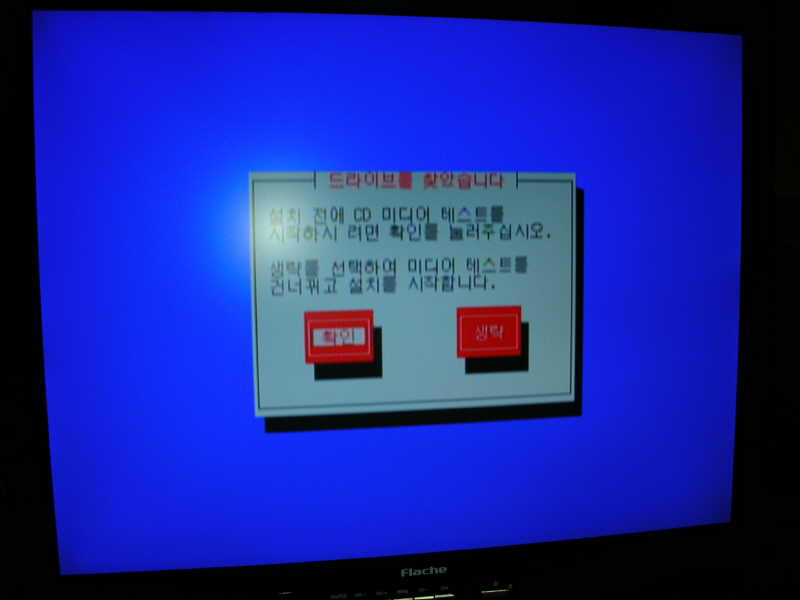 드라이브를 찾았습니다
설치 전에 CD 미디어 테스트를
시작하시 려면 확인를 눌러주십시오.
생략를 선택하여 미디어 테스트를
건너뛰고 설치를 시작합니다.
확인 생략
Flache